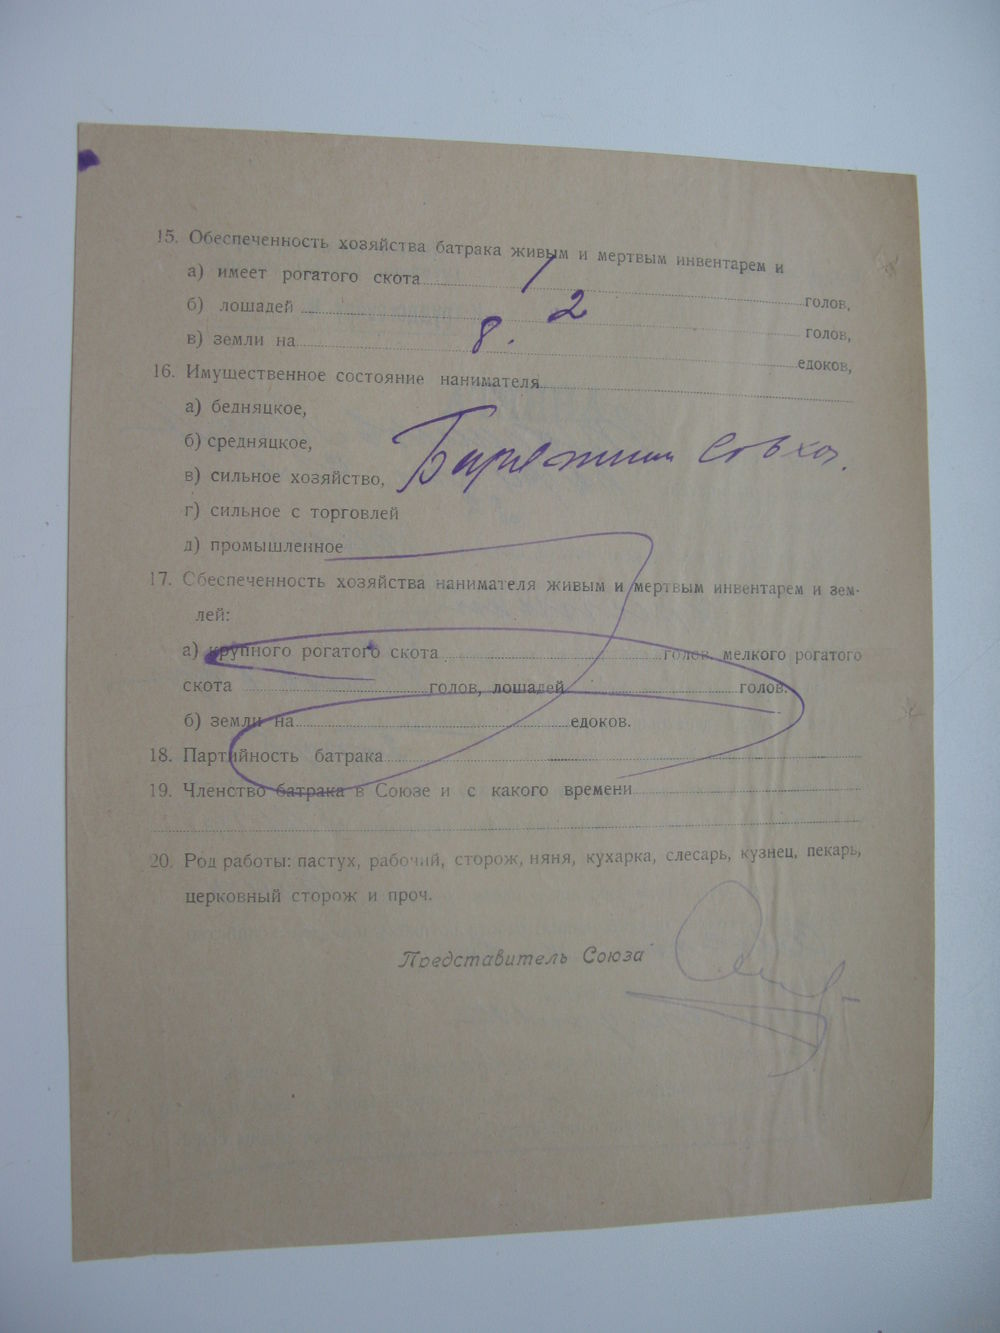 15. Обеспеченность хозяйства батрака живым и мертвым инвентарем и
а) имеет рогатого скота 1 голов,
б) лошадей 2 голов,
в) земли на 8. едоков,
16. Имущественное состояние нанимателя
а) бедняцкое,
б) средняцкое,
в) сильное хозяйство,
совхоз.
г) сильное с торговлей
д) промышленное
17. Обеспеченность хозяйства нанимателя живым и мертвым инвентарем и зем-
лей:
а) крупного рогатого скота голов, мелкого рогатого
скота голов, лошадей голов.
б) земли на едоков.
18. Партийность батрака
19. Членство батрака в Союзе и с какого времени
20. Род работы: пастух, рабочий, сторож, няня, кухарка, слесарь, кузнец, пекарь,
церковный сторож и проч.
Представитель Союза